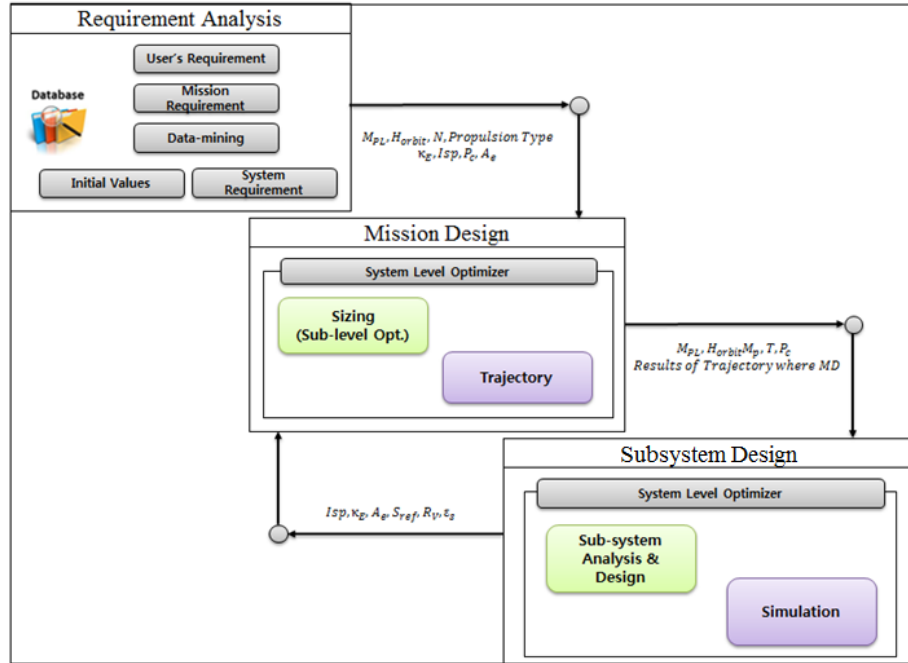 Requirement Analysis
User's Requirement
Database
Mission
Requirement
Data-mining
Initial Values
System
Requirement
M_PL, H_orbit, N, Propulsion Type
κ_E, Isp, P_c, A_e
Mission Design
System Level Optimizer
Sizing
(Sub-level Opt.)
Trajectory
M_PL, H_orbit M_p, T, P_c
Results of Trajectory where MD
Subsystem Design
System Level Optimizer
Isp, κ_E, A_e, S_ref, R_v, ε_s
Sub-system
Analysis &
Design
Simulation